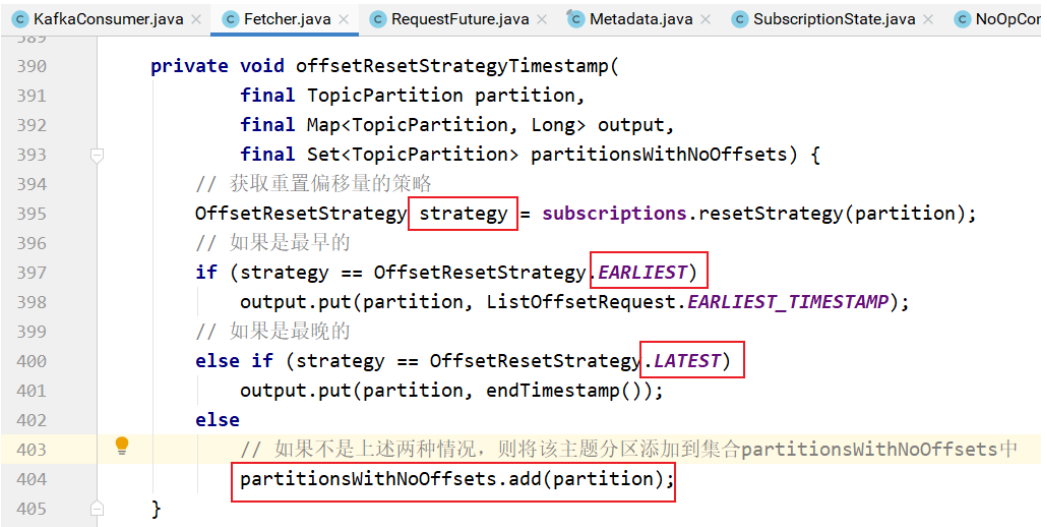 KafkaConsumer.java × Fetcher.java × RequestFuture.java × Metadata.java × SubscriptionState.java × NoOpCon
389
390 private void offsetResetStrategyTimestamp(
391 final TopicPartition partition,
392 final Map<TopicPartition, Long> output,
393 final Set<TopicPartition> partitionsWithNoOffsets) {
394 // 获取重置偏移量的策略
395 OffsetResetStrategy strategy = subscriptions.resetStrategy(partition);
396 // 如果是最早的
397 if (strategy == OffsetResetStrategy.EARLIEST)
398 output.put(partition, ListOffsetRequest.EARLIEST_TIMESTAMP);
399 // 如果是最晚的
400 else if (strategy == OffsetResetStrategy.LATEST)
401 output.put(partition, endTimestamp());
402 else
403 // 如果不是上述两种情况，则将该主题分区添加到集合partitionsWithNoOffsets中
404 partitionsWithNoOffsets.add(partition);
405 }